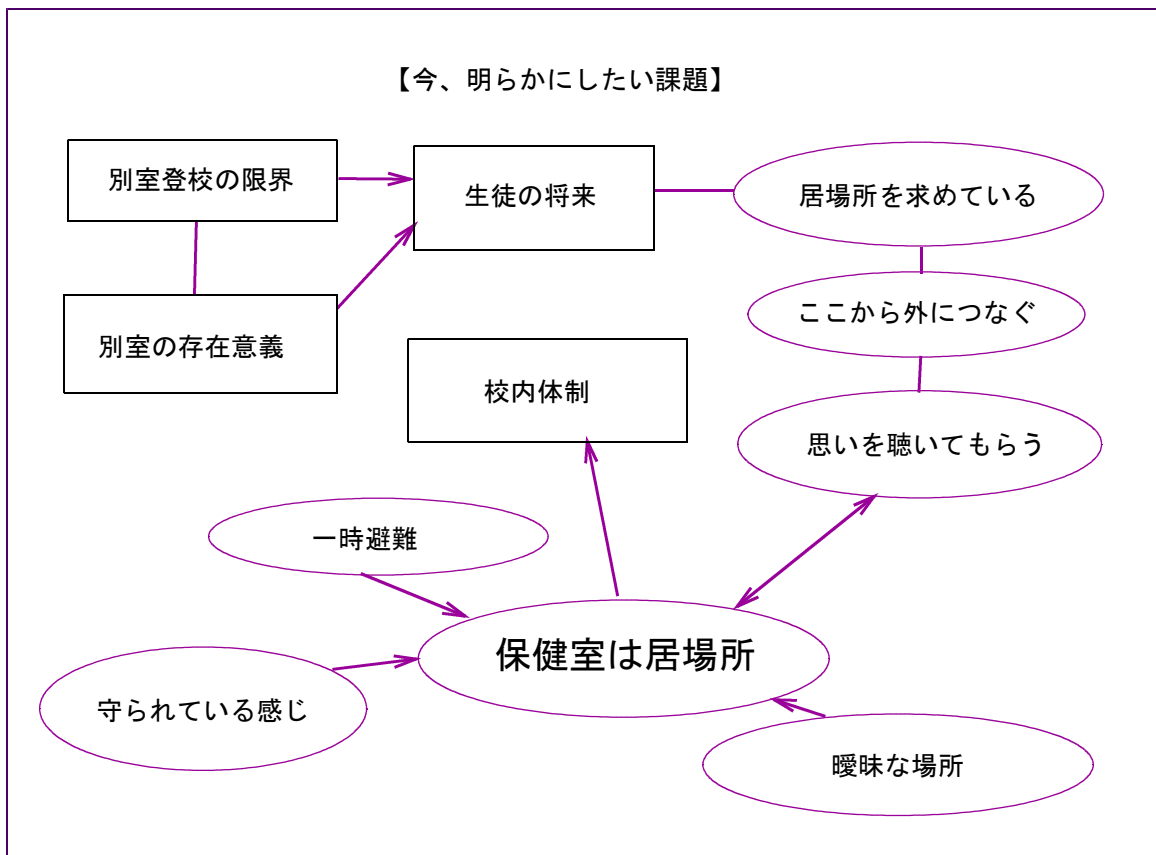 【今、明らかにしたい課題】
別室登校の限界
生徒の将来
居場所を求めている
別室の存在意義
ここから外につなぐ
校内体制
思いを聴いてもらう
一時避難
保健室は居場所
守られている感じ
曖昧な場所